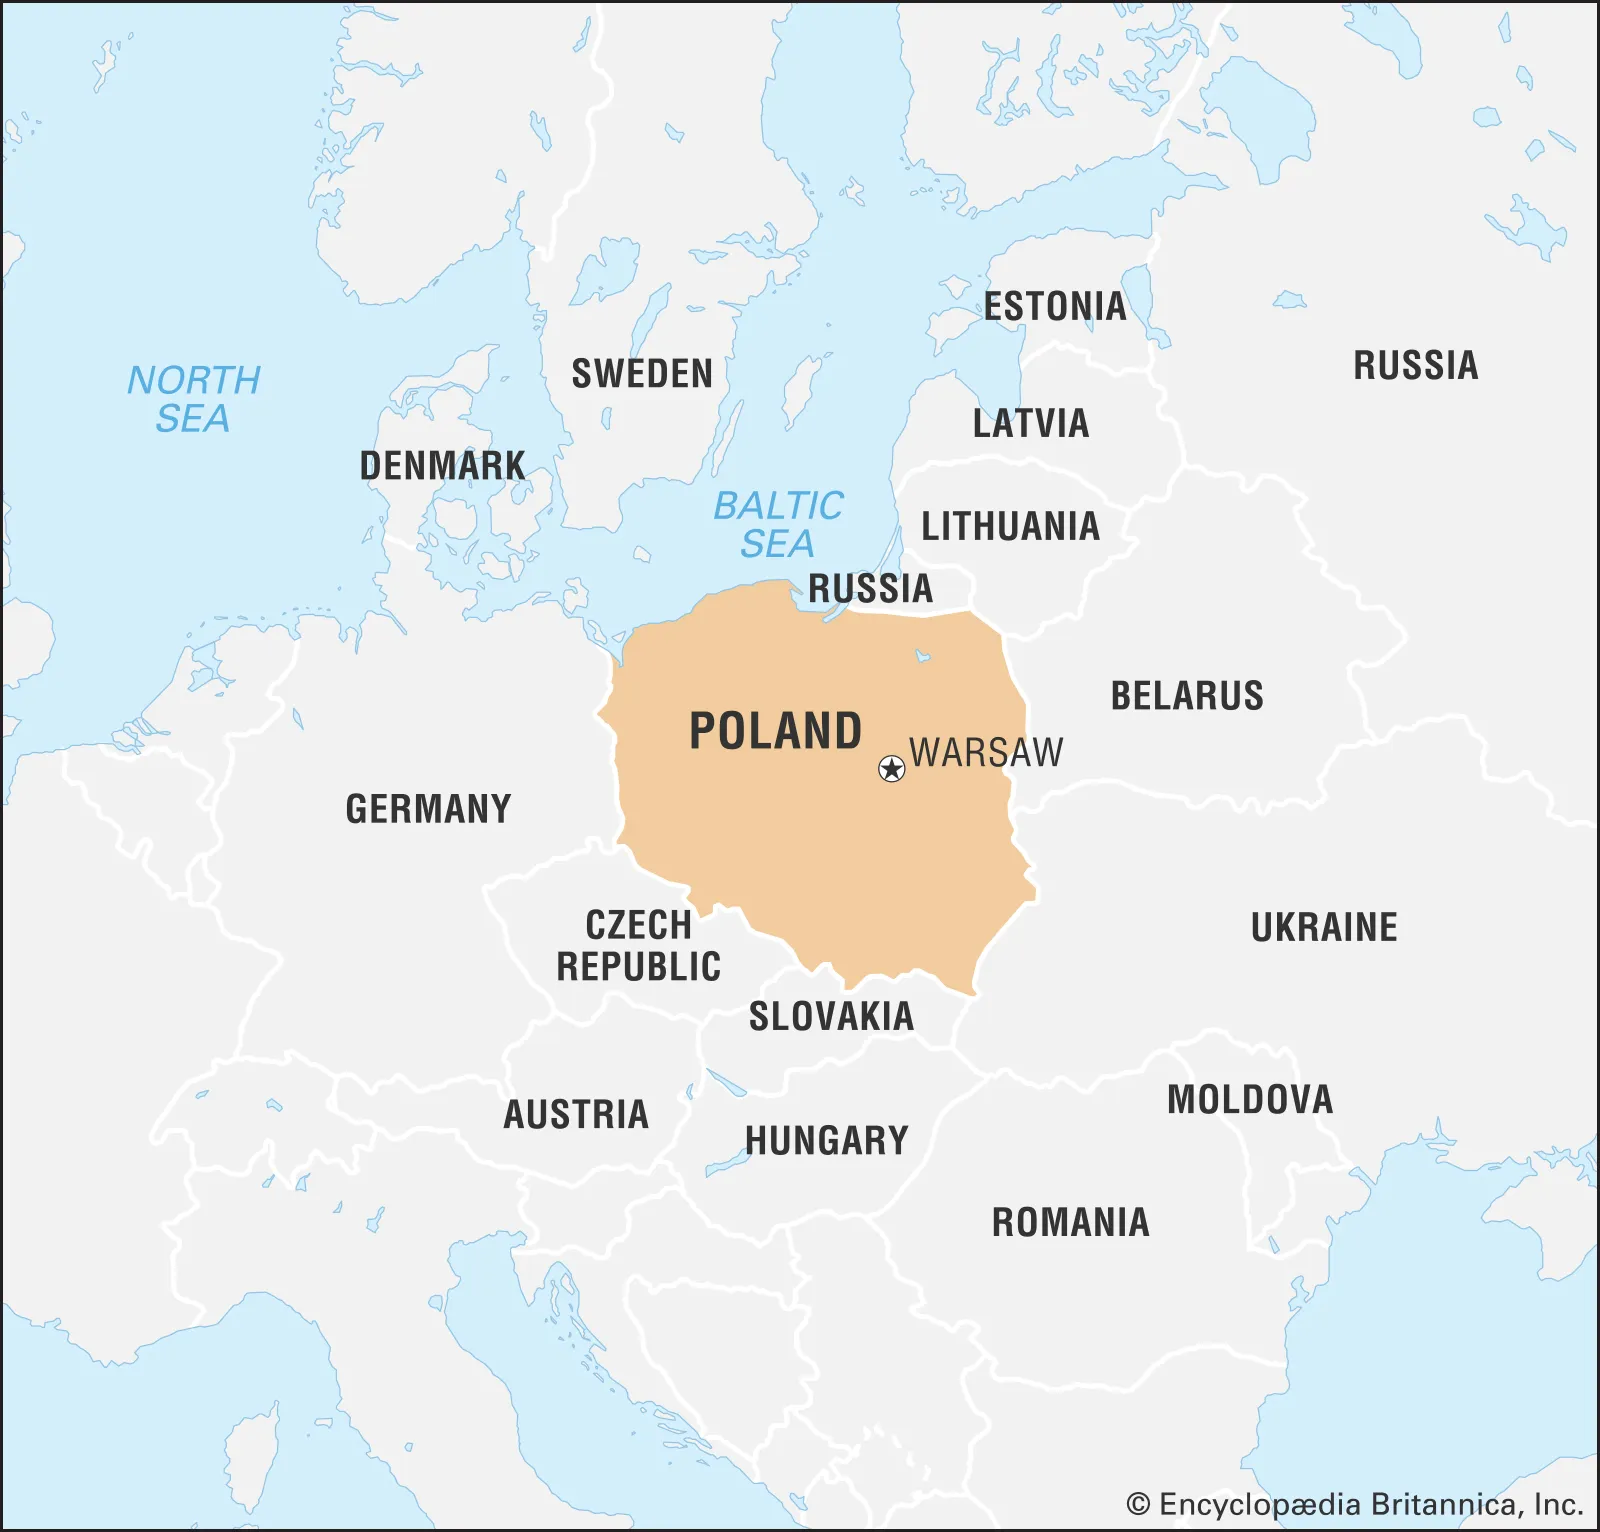 ESTONIA
RUSSIA
NORTH
SEA
SWEDEN
LATVIA
DENMARK
BALTIC
SEA
LITHUANIA
RUSSIA
BELARUS
POLAND
WARSAW
GERMANY
CZECH
REPUBLIC
UKRAINE
SLOVAKIA
AUSTRIA
MOLDOVA
HUNGARY
ROMANIA
© Encyclopædia Britannica, Inc.